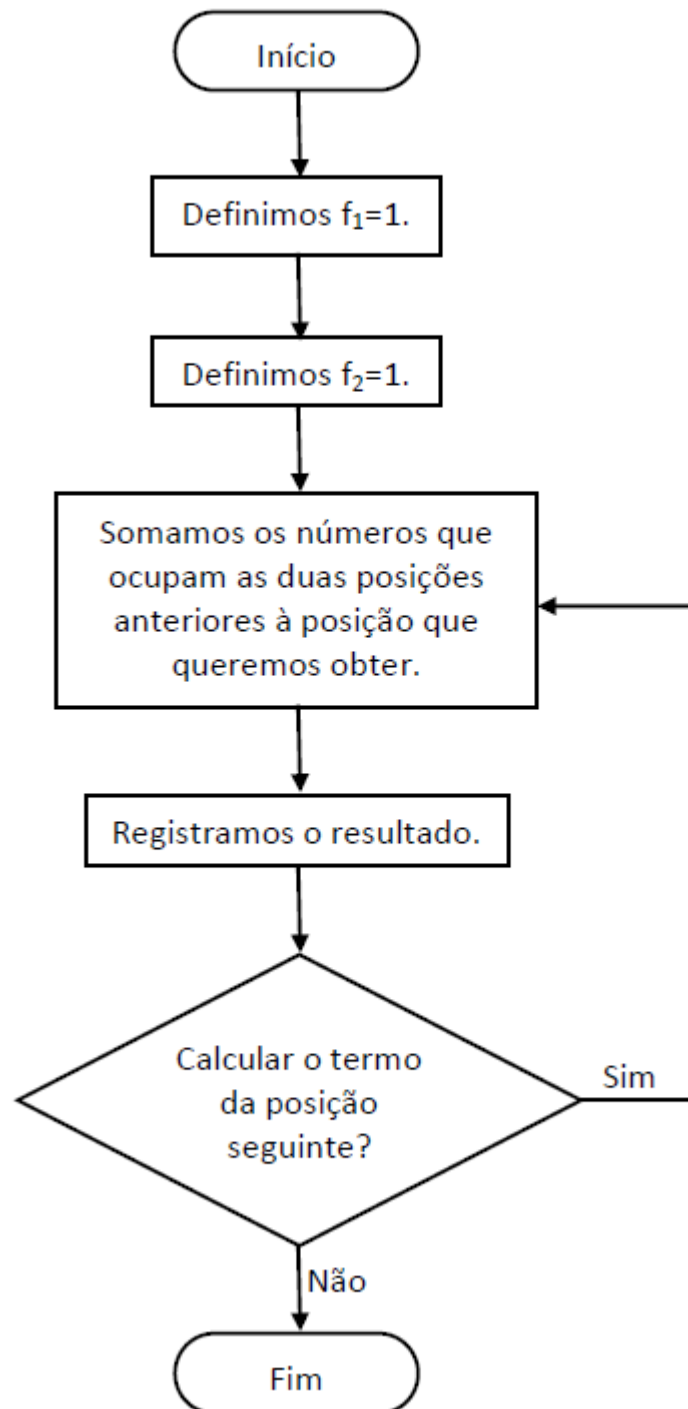 Início
Definimos f₁=1.
Definimos f₂=1.
Somamos os números que
ocupam as duas posições
anteriores à posição que
queremos obter.
Registramos o resultado.
Calcular o termo
da posição
seguinte?
Sim
Não
Fim